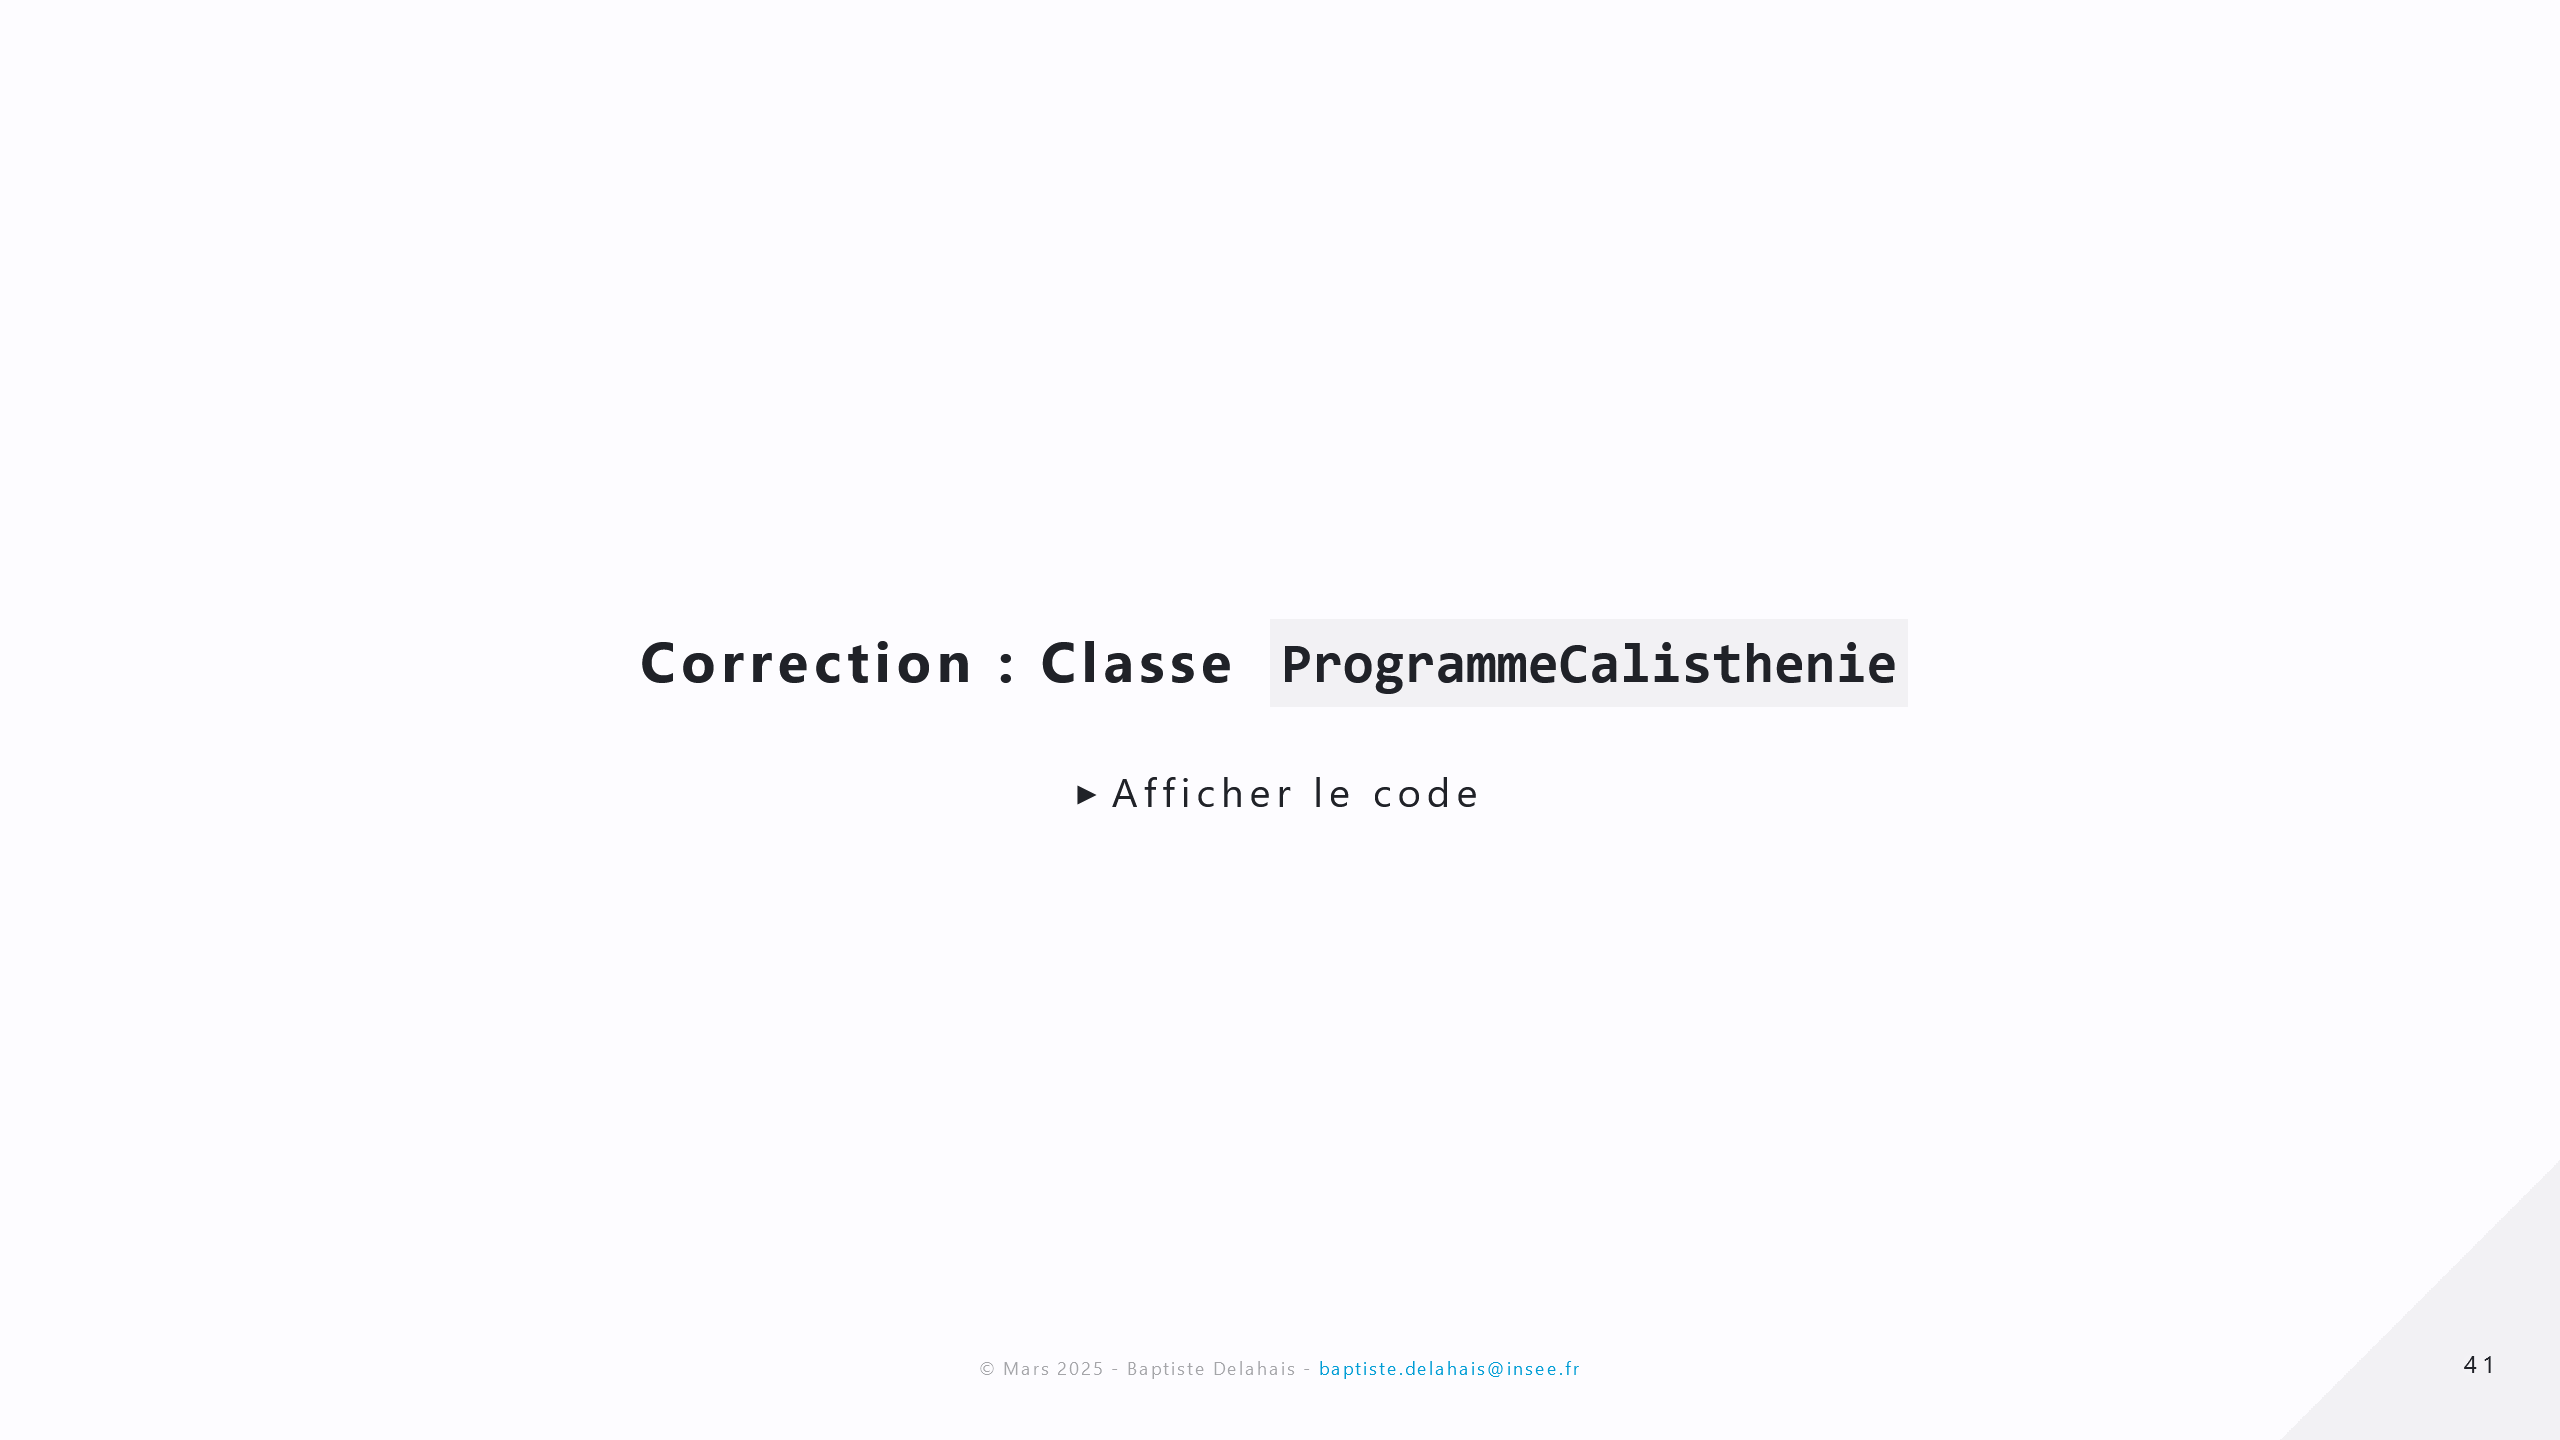 Correction : Classe ProgrammeCalisthenie
▶ Afficher le code
© Mars 2025 - Baptiste Delahais - baptiste.delahais@insee.fr
41